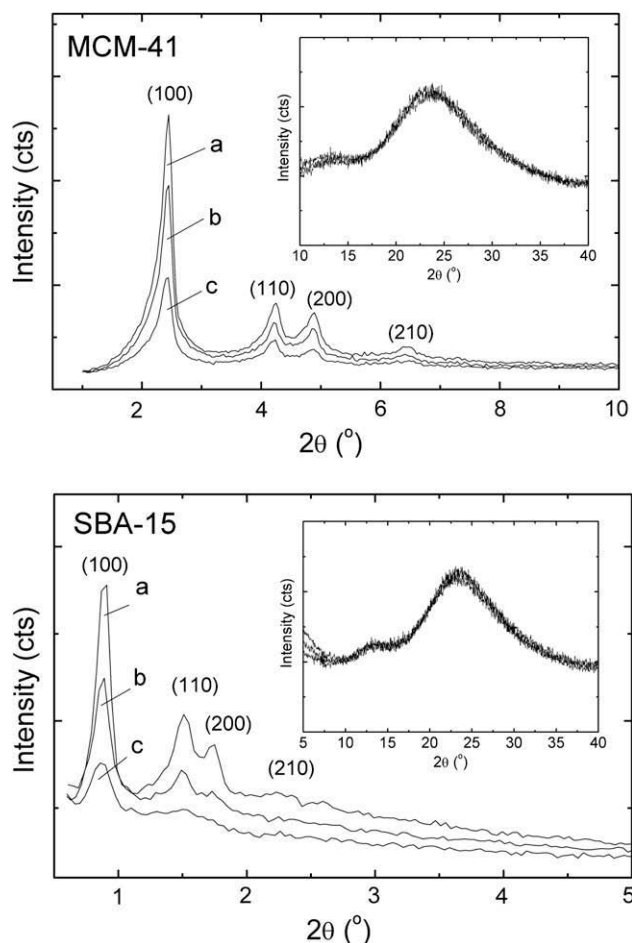 MCM-41
(100)
a
b
c
(110)
(200)
(210)
Intensity (cts)
2 4 6 8 10
2θ (°)
Intensity (cts)
10 15 20 25 30 35 40
2θ (°)
SBA-15
(100)
a
b
c
(110)
(200)
(210)
Intensity (cts)
1 2 3 4 5
2θ (°)
Intensity (cts)
5 10 15 20 25 30 35 40
2θ (°)